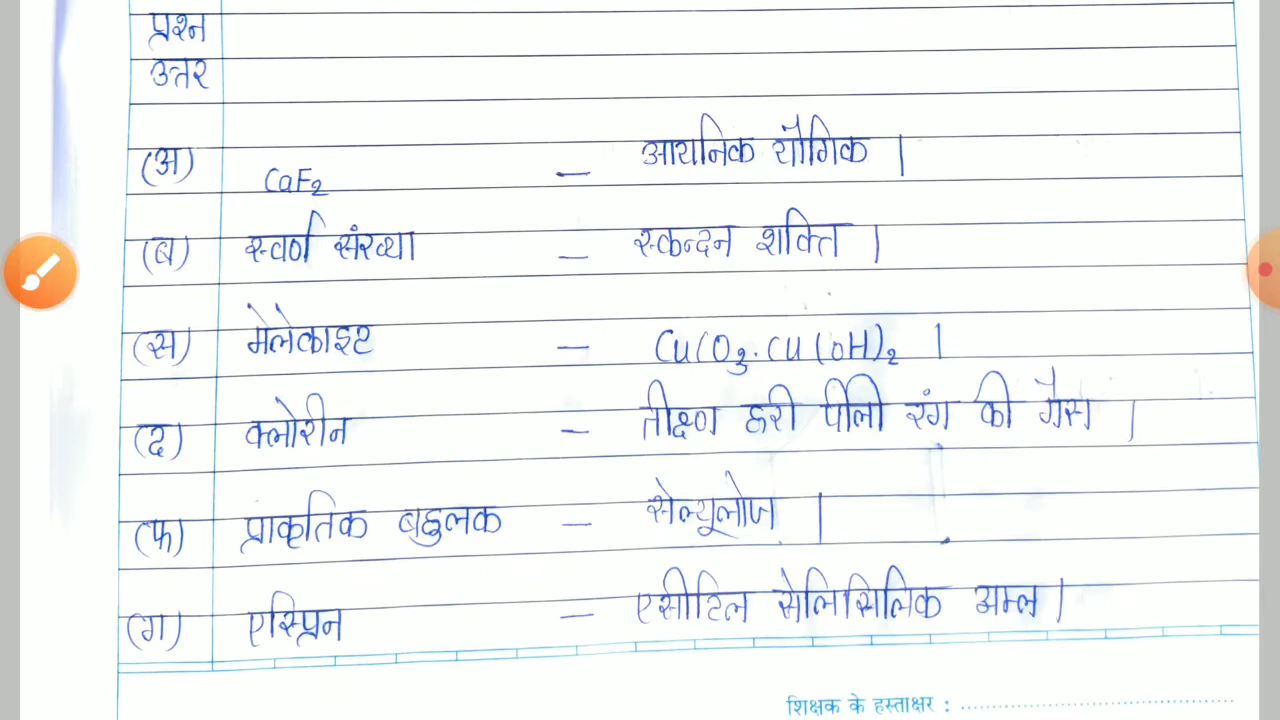 प्रश्न
उत्तर
(अ) CaF₂ – आयनिक यौगिक |
(ब) स्वर्ण संख्या – स्कन्दन शक्ति |
(स) मेलेकाइट – CuCO₃.Cu(OH)₂ |
(द) क्लोरीन – तीक्ष्ण हरी पीली रंग की गैस |
(फ) प्राकृतिक बहुलक – सेल्यूलोज |
(ग) एस्प्रिन – एसीटिल सेलिसिलिक अम्ल |
शिक्षक के हस्ताक्षर : ........................................